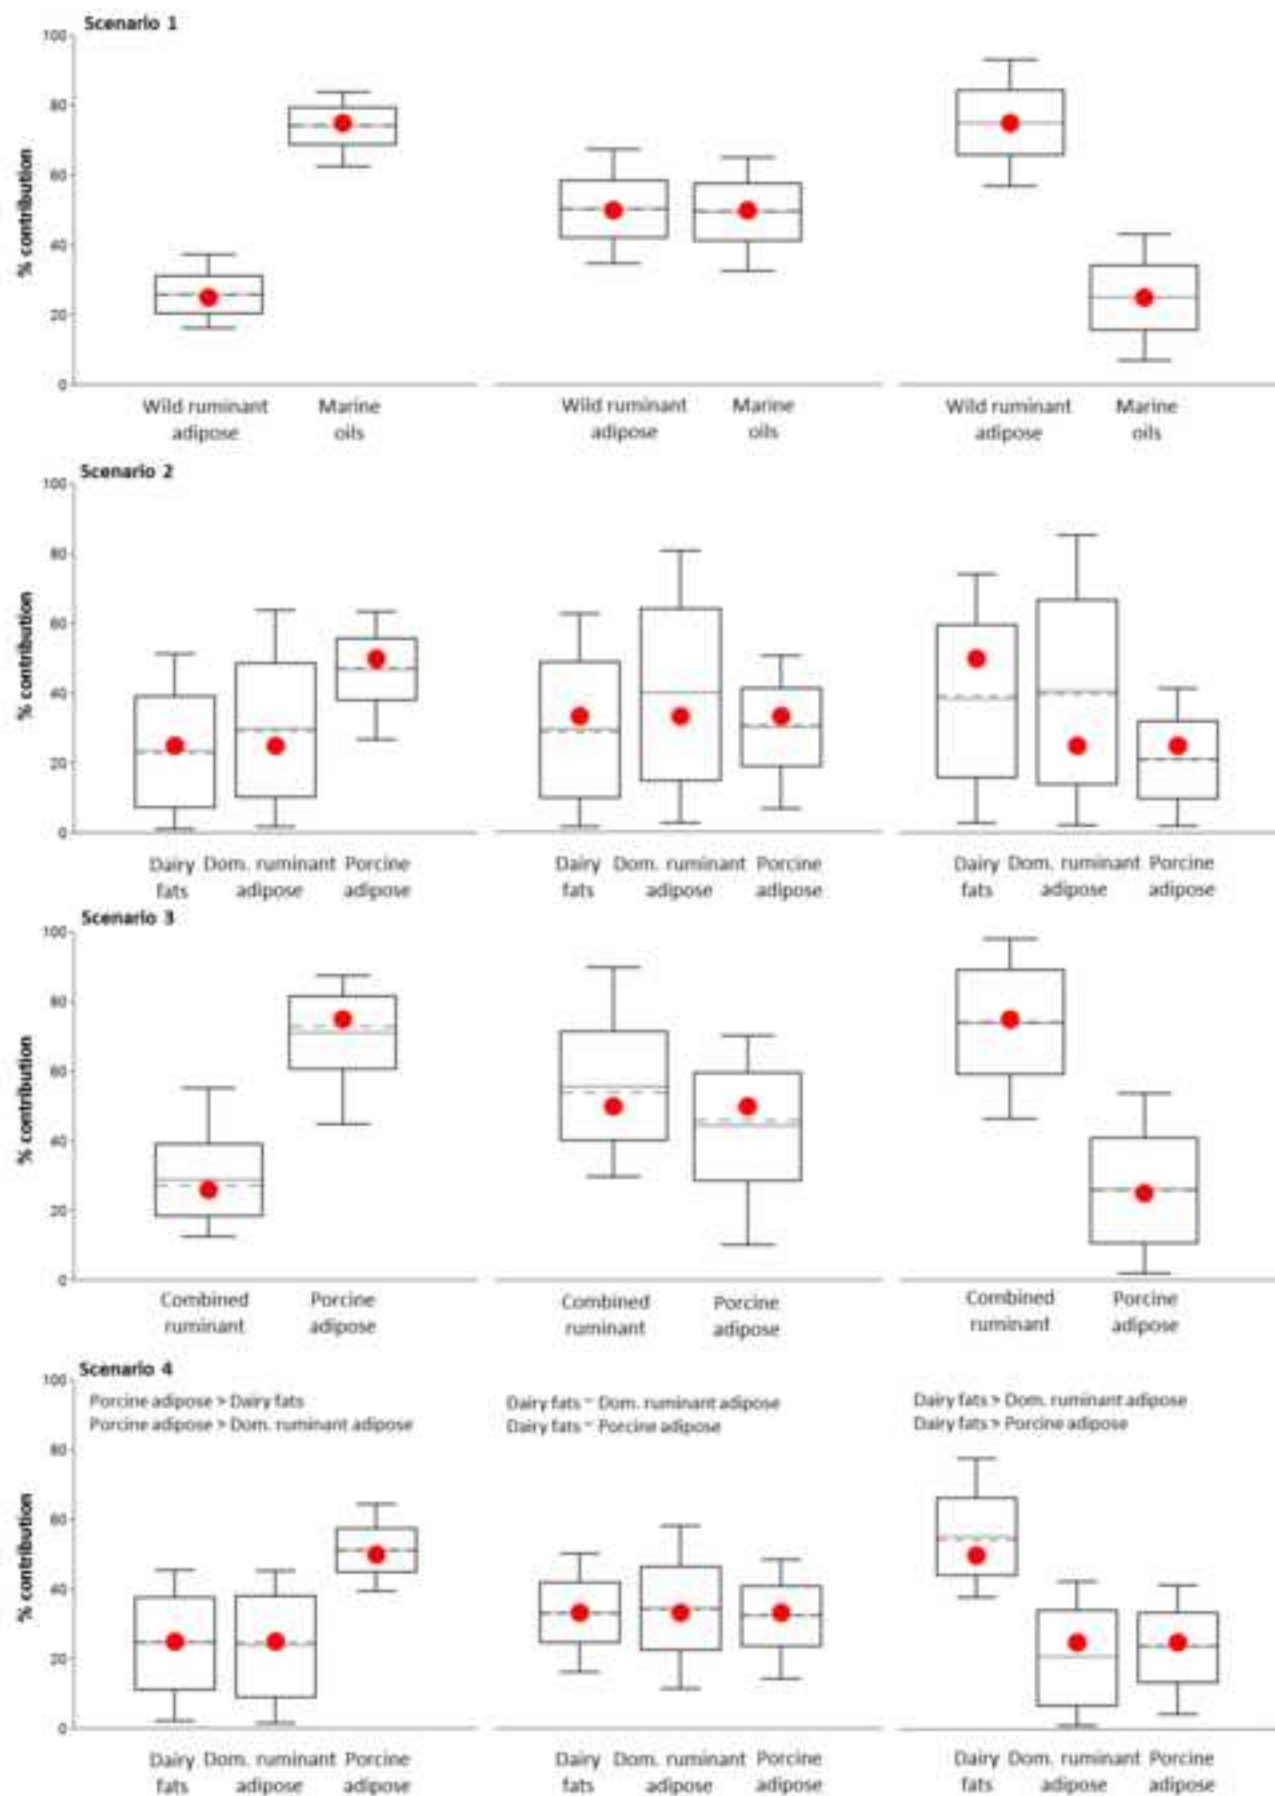 Scenario 1
% contribution
100
80
60
40
20
0
Wild ruminant Marine
adipose oils
Wild ruminant Marine
adipose oils
Wild ruminant Marine
adipose oils
Scenario 2
% contribution
100
80
60
40
20
0
Dairy Dom. ruminant Porcine
fats adipose adipose
Dairy Dom. ruminant Porcine
fats adipose adipose
Dairy Dom. ruminant Porcine
fats adipose adipose
Scenario 3
% contribution
100
80
60
40
20
0
Combined Porcine
ruminant adipose
Combined Porcine
ruminant adipose
Combined Porcine
ruminant adipose
Scenario 4
% contribution
100
80
60
40
20
0
Porcine adipose > Dairy fats
Porcine adipose > Dom. ruminant adipose
Dairy fats ~ Dom. ruminant adipose
Dairy fats ~ Porcine adipose
Dairy fats > Dom. ruminant adipose
Dairy fats > Porcine adipose
Dairy Dom. ruminant Porcine
fats adipose adipose
Dairy Dom. ruminant Porcine
fats adipose adipose
Dairy Dom. ruminant Porcine
fats adipose adipose